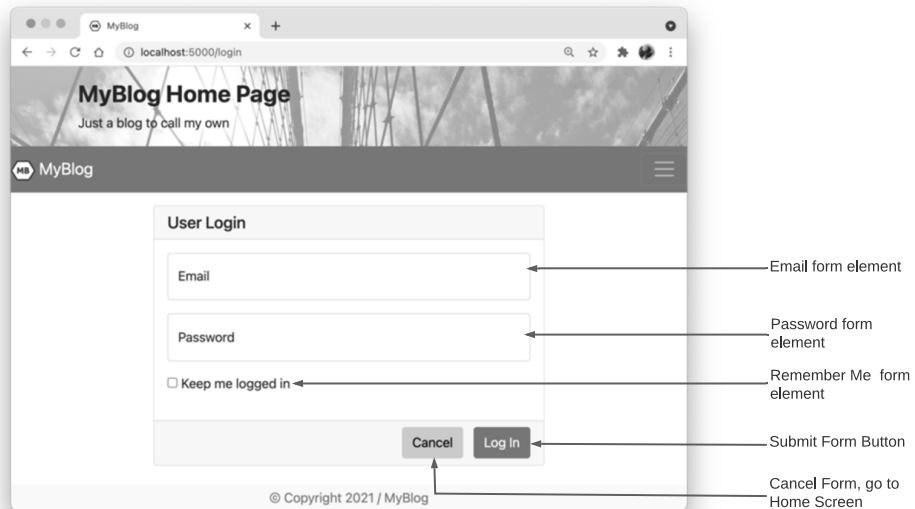 MyBlog
localhost:5000/login
MyBlog Home Page
Just a blog to call my own
MB MyBlog
User Login
Email
Email form element
Password
Password form
element
Keep me logged in
Remember Me form
element
Cancel
Log In
Submit Form Button
Cancel Form, go to
Home Screen
© Copyright 2021 / MyBlog